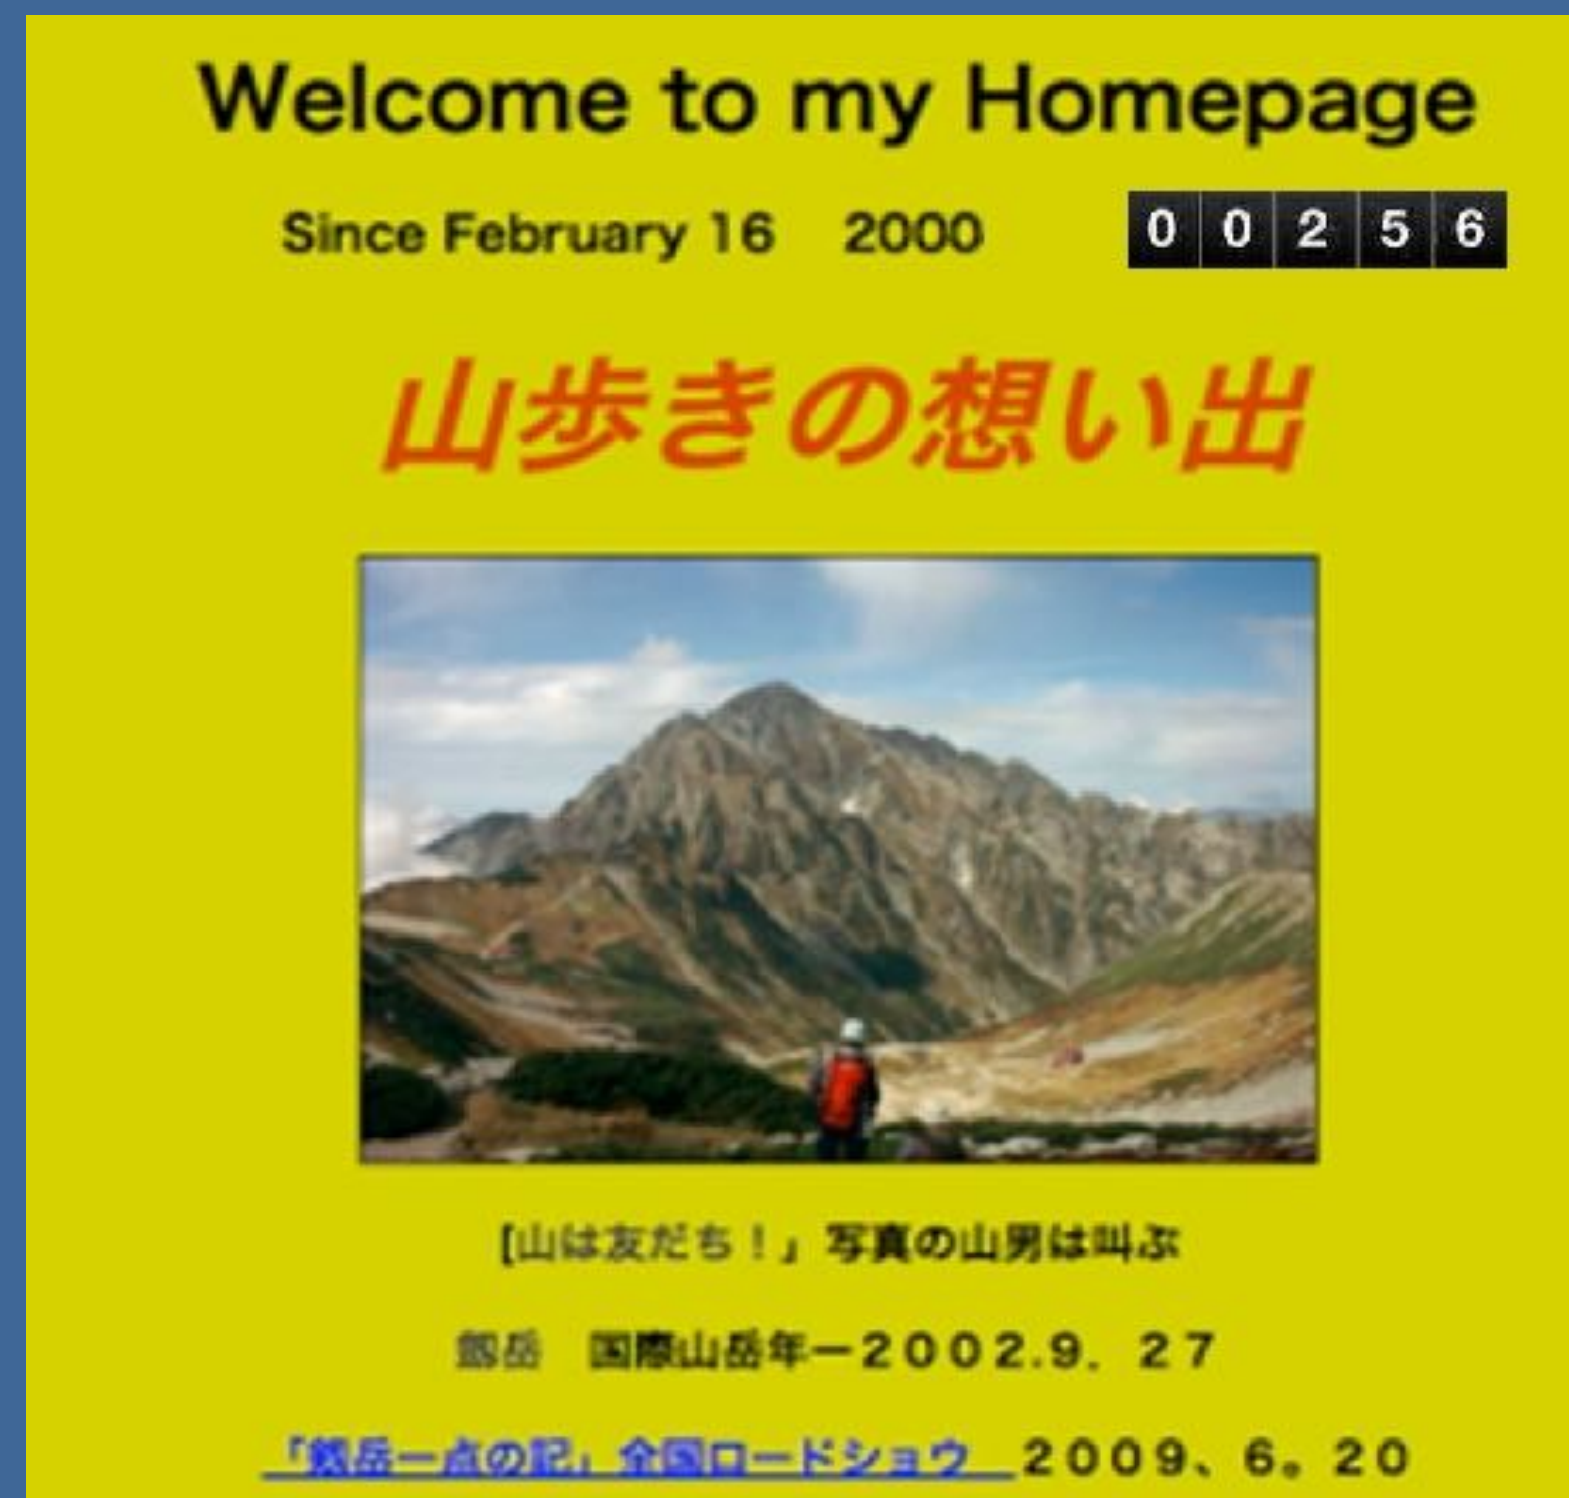 Welcome to my Homepage
Since February 16　2000　00256
山歩きの想い出
[山は友だち！」写真の山男は叫ぶ
劔岳　国際山岳年ー２００２.９．２７
「劔岳一点の記」全国ロードショウ　２００９、６。２０